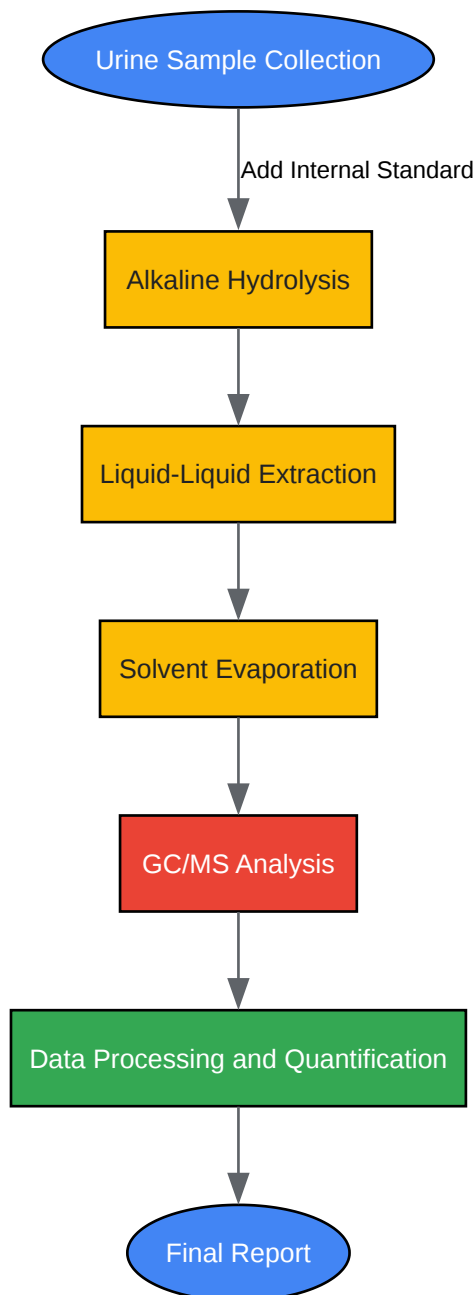 Urine Sample Collection
Add Internal Standard
Alkaline Hydrolysis
Liquid-Liquid Extraction
Solvent Evaporation
GC/MS Analysis
Data Processing and Quantification
Final Report